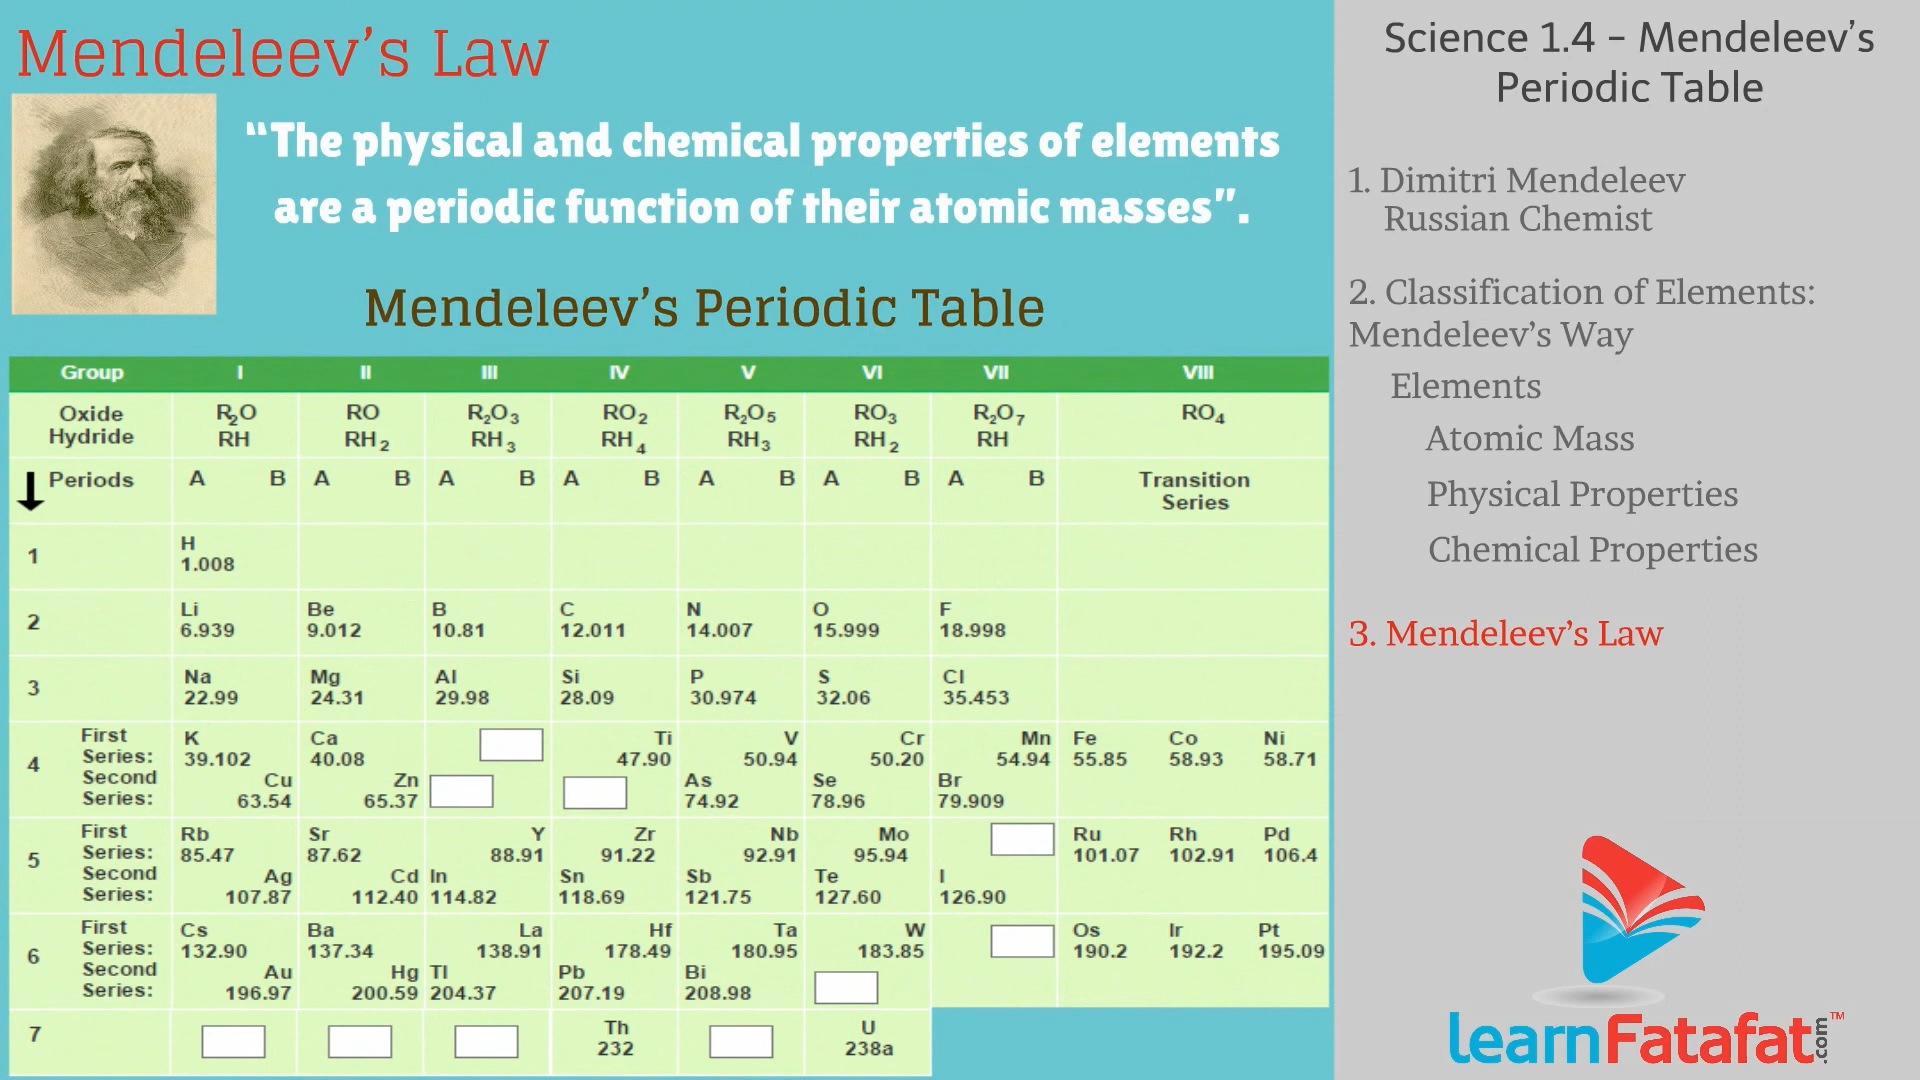 Mendeleev's Law
“The physical and chemical properties of elements
are a periodic function of their atomic masses”.
Mendeleev's Periodic Table
Group I II III IV V VI VII VIII
Oxide R₂O RO R₂O₃ RO₂ R₂O₅ RO₃ R₂O₇ RO₄
Hydride RH RH₂ RH₃ RH₄ RH₃ RH₂ RH
Periods A B A B A B A B A B A B A B Transition
Series
1 H
1.008
2 Li Be B C N O F
6.939 9.012 10.81 12.011 14.007 15.999 18.998
3 Na Mg Al Si P S Cl
22.99 24.31 29.98 28.09 30.974 32.06 35.453
4 First K Ca Ti V Cr Mn Fe Co Ni
Series: 39.102 40.08 47.90 50.94 50.20 54.94 55.85 58.93 58.71
Second Cu Zn As Se Br
Series: 63.54 65.37 74.92 78.96 79.909
5 First Rb Sr Y Zr Nb Mo Ru Rh Pd
Series: 85.47 87.62 88.91 91.22 92.91 95.94 101.07 102.91 106.4
Second Ag Cd In Sn Sb Te I
Series: 107.87 112.40 114.82 118.69 121.75 127.60 126.90
6 First Cs Ba La Hf Ta W Os Ir Pt
Series: 132.90 137.34 138.91 178.49 180.95 183.85 190.2 192.2 195.09
Second Au Hg Tl Pb Bi
Series: 196.97 200.59 204.37 207.19 208.98
7 Th U
232 238a
Science 1.4 – Mendeleev's
Periodic Table
1. Dimitri Mendeleev
Russian Chemist
2. Classification of Elements:
Mendeleev's Way
Elements
Atomic Mass
Physical Properties
Chemical Properties
3. Mendeleev's Law
learnFatafat.com™